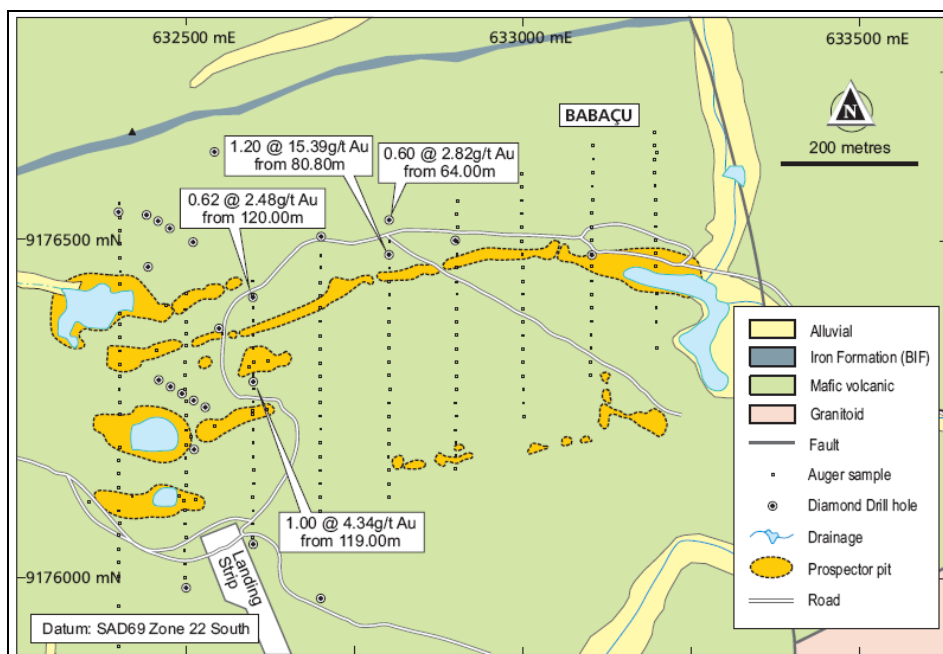 632500 mE
633000 mE
633500 mE
BABAÇU
N
200 metres
1.20 @ 15.39g/t Au
from 80.80m
0.60 @ 2.82g/t Au
from 64.00m
0.62 @ 2.48g/t Au
from 120.00m
9176500 mN
Alluvial
Iron Formation (BIF)
Mafic volcanic
Granitoid
Fault
Auger sample
Diamond Drill hole
Drainage
Prospector pit
Road
1.00 @ 4.34g/t Au
from 119.00m
Landing
Strip
9176000 mN
Datum: SAD69 Zone 22 South